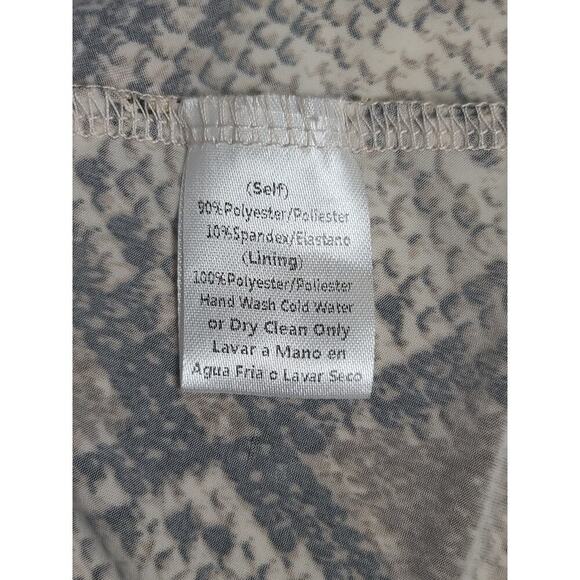 (Self)
90%Polyester/Poliester
10%Spandex/Elastano
(Lining)
100%Polyester/Poliester
Hand Wash Cold Water
or Dry Clean Only
Lavar a Mano en
Agua Fria o Lavar Seco